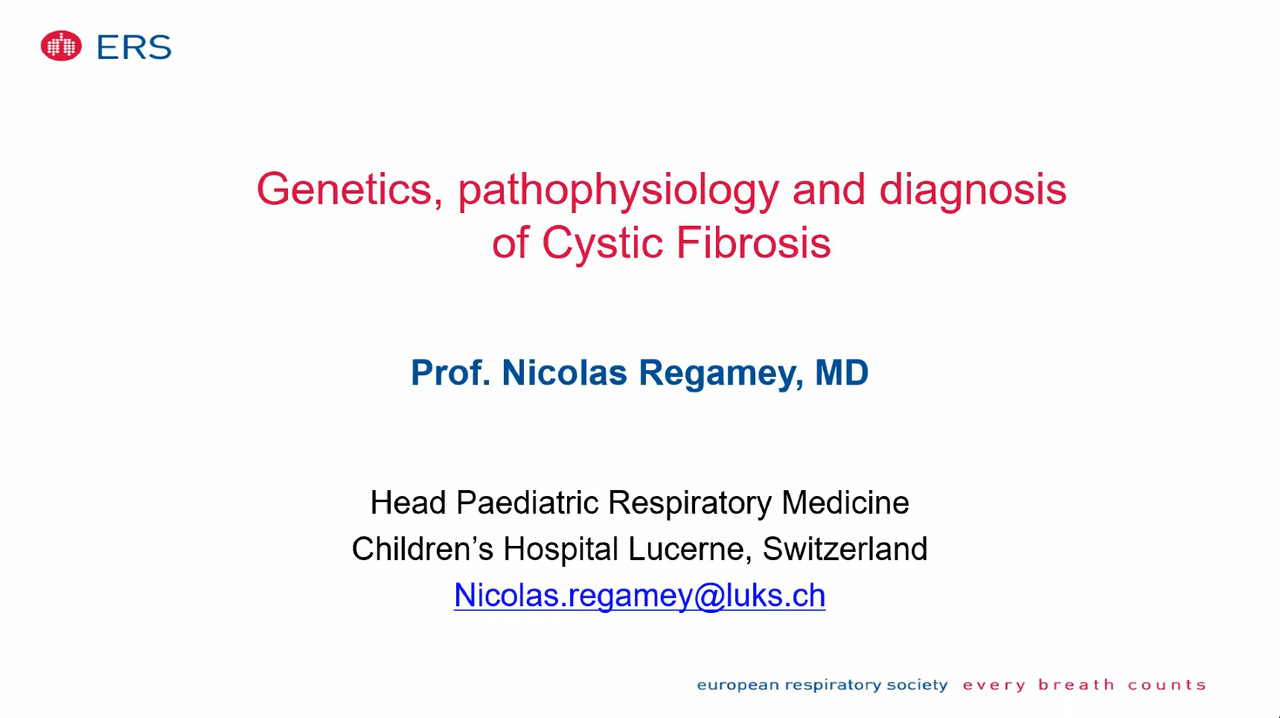 ERS
Genetics, pathophysiology and diagnosis
of Cystic Fibrosis
Prof. Nicolas Regamey, MD
Head Paediatric Respiratory Medicine
Children’s Hospital Lucerne, Switzerland
Nicolas.regamey@luks.ch
european respiratory society every breath counts